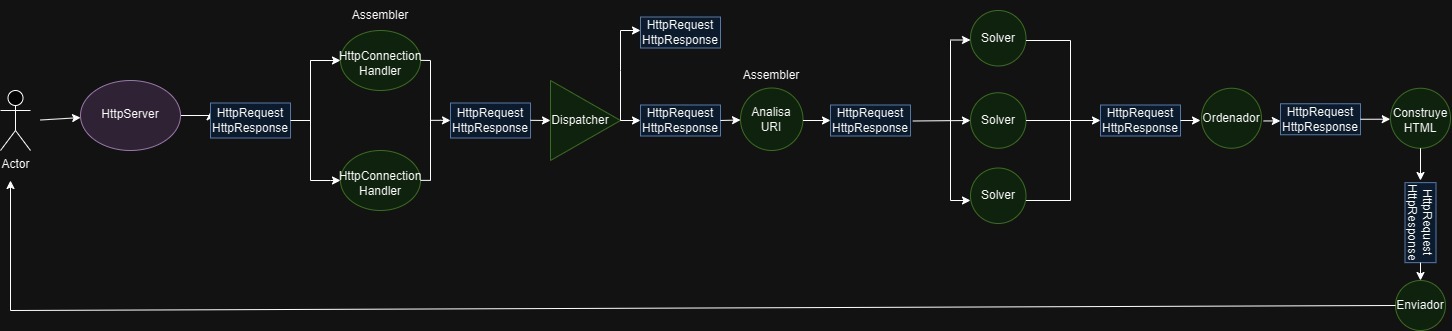 Actor
HttpServer
HttpRequest
HttpResponse
Assembler
HttpConnection
Handler
HttpConnection
Handler
HttpRequest
HttpResponse
Dispatcher
HttpRequest
HttpResponse
HttpRequest
HttpResponse
Assembler
Analisa
URI
HttpRequest
HttpResponse
Solver
Solver
Solver
HttpRequest
HttpResponse
Ordenador
HttpRequest
HttpResponse
Construye
HTML
HttpRequest
HttpResponse
Enviador